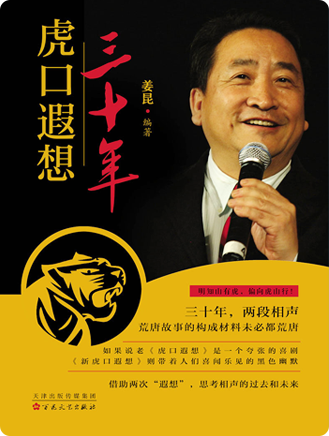 虎口遐想
三十年
姜昆·编著
明知山有虎，偏向虎山行！
三十年，两段相声
荒唐故事的构成材料未必都荒唐
如果说老《虎口遐想》是一个夸张的喜剧
《新虎口遐想》则带着人们喜闻乐见的黑色幽默
借助两次“遐想”，思考相声的过去和未来
天津出版传媒集团
百花文艺出版社